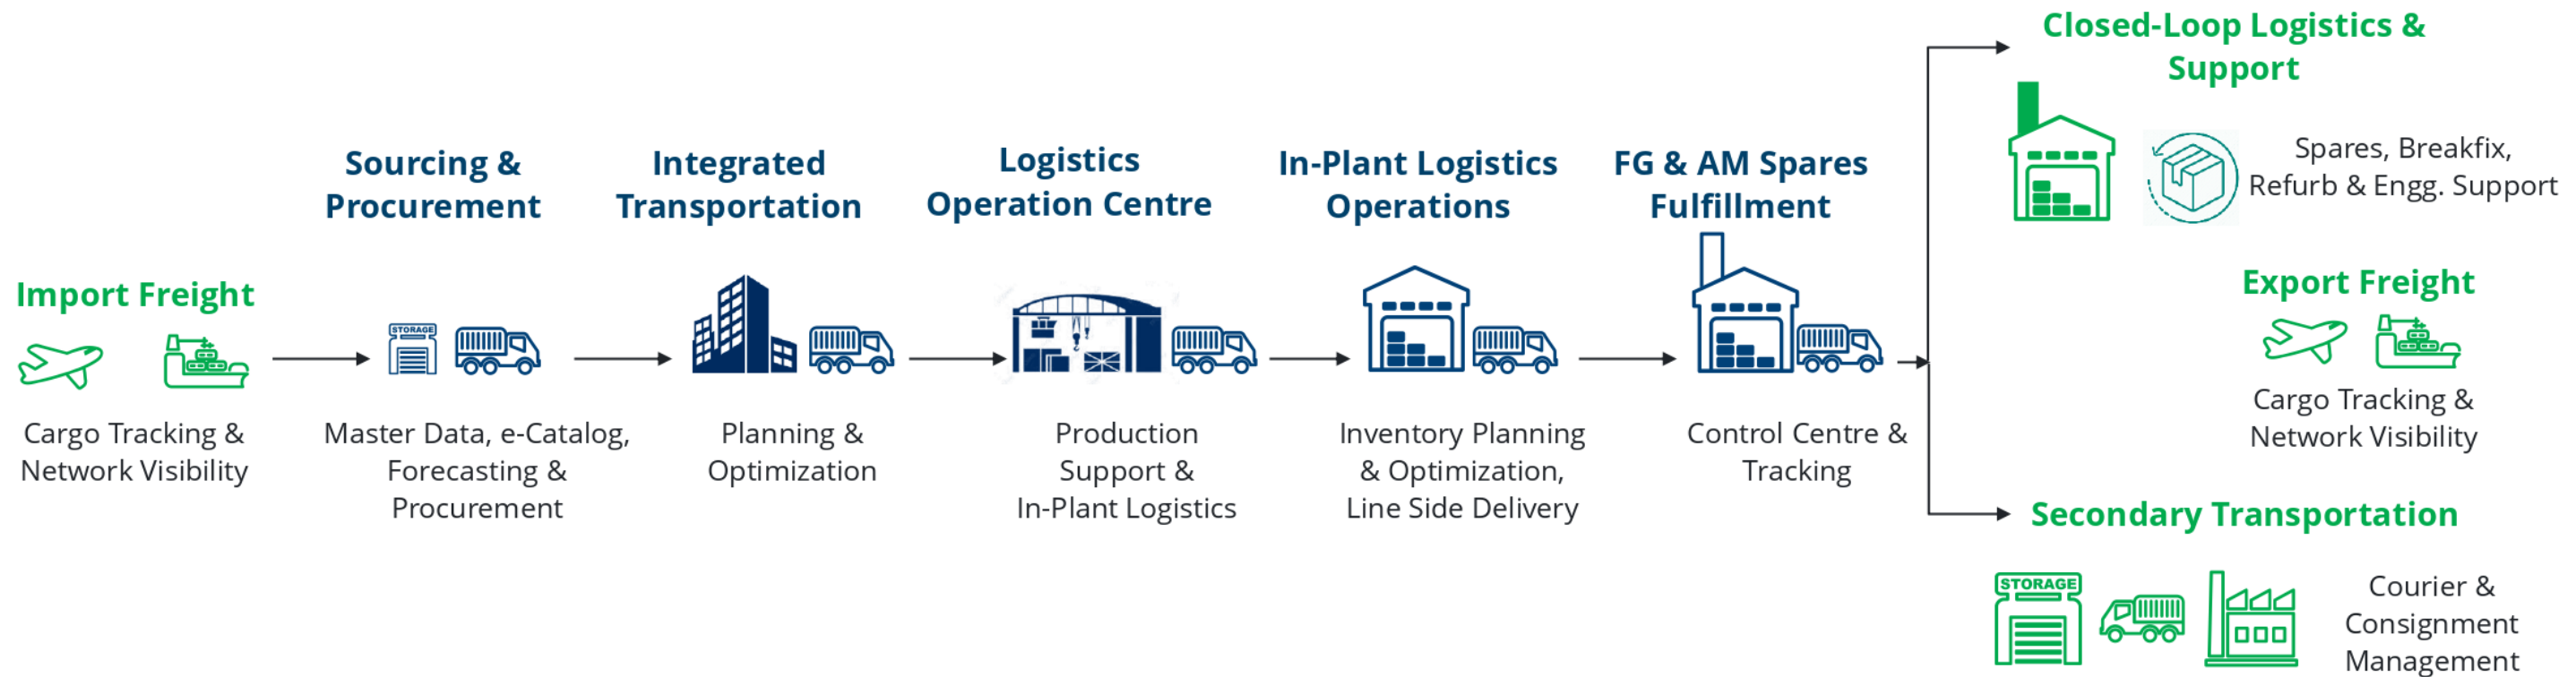 Import Freight
Cargo Tracking &
Network Visibility
Sourcing &
Procurement
STORAGE
Master Data, e-Catalog,
Forecasting &
Procurement
Integrated
Transportation
Planning &
Optimization
Logistics
Operation Centre
Production
Support &
In-Plant Logistics
In-Plant Logistics
Operations
Inventory Planning
& Optimization,
Line Side Delivery
FG & AM Spares
Fulfillment
Control Centre &
Tracking
Closed-Loop Logistics &
Support
Spares, Breakfix,
Refurb & Engg. Support
Export Freight
Cargo Tracking &
Network Visibility
Secondary Transportation
STORAGE
Courier &
Consignment
Management